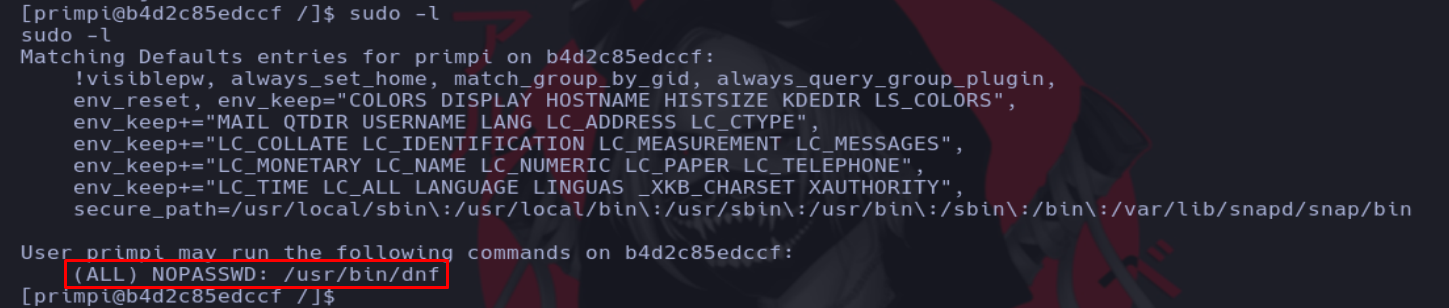 [primpi@b4d2c85edccf /]$ sudo -l
sudo -l
Matching Defaults entries for primpi on b4d2c85edccf:
    !visiblepw, always_set_home, match_group_by_gid, always_query_group_plugin,
    env_reset, env_keep="COLORS DISPLAY HOSTNAME HISTSIZE KDEDIR LS_COLORS",
    env_keep+="MAIL QTDIR USERNAME LANG LC_ADDRESS LC_CTYPE",
    env_keep+="LC_COLLATE LC_IDENTIFICATION LC_MEASUREMENT LC_MESSAGES",
    env_keep+="LC_MONETARY LC_NAME LC_NUMERIC LC_PAPER LC_TELEPHONE",
    env_keep+="LC_TIME LC_ALL LANGUAGE LINGUAS _XKB_CHARSET XAUTHORITY",
    secure_path=/usr/local/sbin\:/usr/local/bin\:/usr/sbin\:/usr/bin\:/sbin\:/bin\:/var/lib/snapd/snap/bin

User primpi may run the following commands on b4d2c85edccf:
    (ALL) NOPASSWD: /usr/bin/dnf
[primpi@b4d2c85edccf /]$